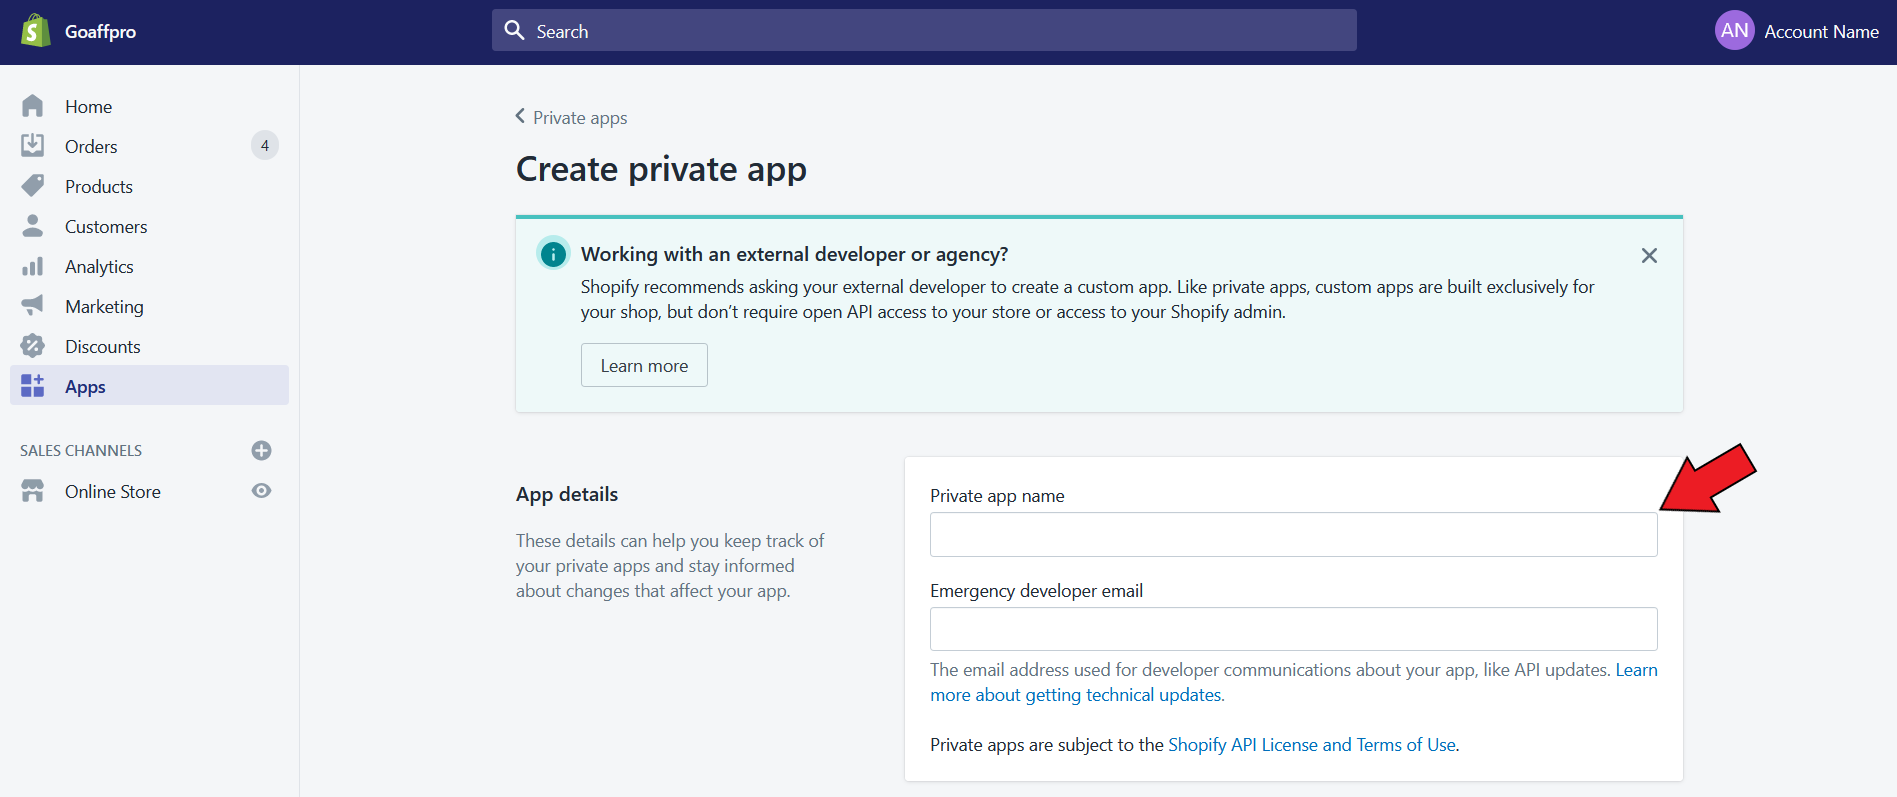 Goaffpro
Search
AN
Account Name
Home
Orders
4
Products
Customers
Analytics
Marketing
Discounts
Apps
SALES CHANNELS
Online Store
Private apps
Create private app
Working with an external developer or agency?
Shopify recommends asking your external developer to create a custom app. Like private apps, custom apps are built exclusively for
your shop, but don’t require open API access to your store or access to your Shopify admin.
Learn more
App details
These details can help you keep track of
your private apps and stay informed
about changes that affect your app.
Private app name
Emergency developer email
The email address used for developer communications about your app, like API updates. Learn
more about getting technical updates.
Private apps are subject to the Shopify API License and Terms of Use.